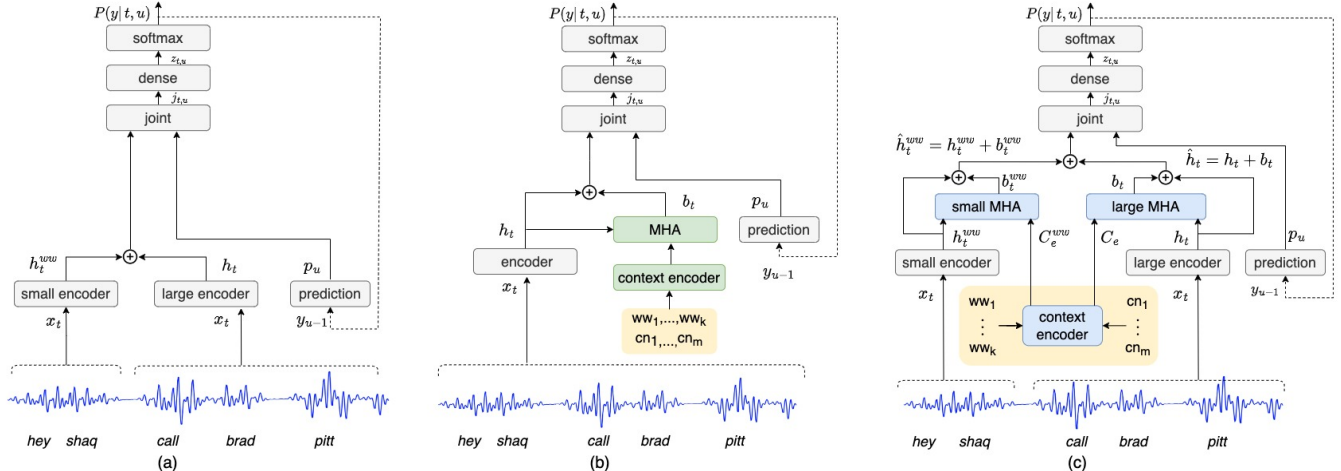 P(y| t, u)
softmax
z_{t,u}
dense
j_{t,u}
joint
h_t^{ww}
h_t
p_u
small encoder
large encoder
prediction
x_t
x_t
y_{u-1}
hey shaq call brad pitt
(a)
P(y| t, u)
softmax
z_{t,u}
dense
j_{t,u}
joint
b_t
p_u
h_t
MHA
prediction
encoder
context encoder
y_{u-1}
x_t
ww_1,...,ww_k
cn_1,...,cn_m
hey shaq call brad pitt
(b)
P(y| t, u)
softmax
z_{t,u}
dense
j_{t,u}
joint
ĥ_t^{ww} = h_t^{ww} + b_t^{ww}
ĥ_t = h_t + b_t
b_t^{ww}
b_t
small MHA
large MHA
h_t^{ww}
C_e^{ww}
C_e
h_t
p_u
small encoder
large encoder
prediction
x_t
x_t
y_{u-1}
ww_1
⋮
ww_k
context
encoder
cn_1
⋮
cn_m
hey shaq call brad pitt
(c)